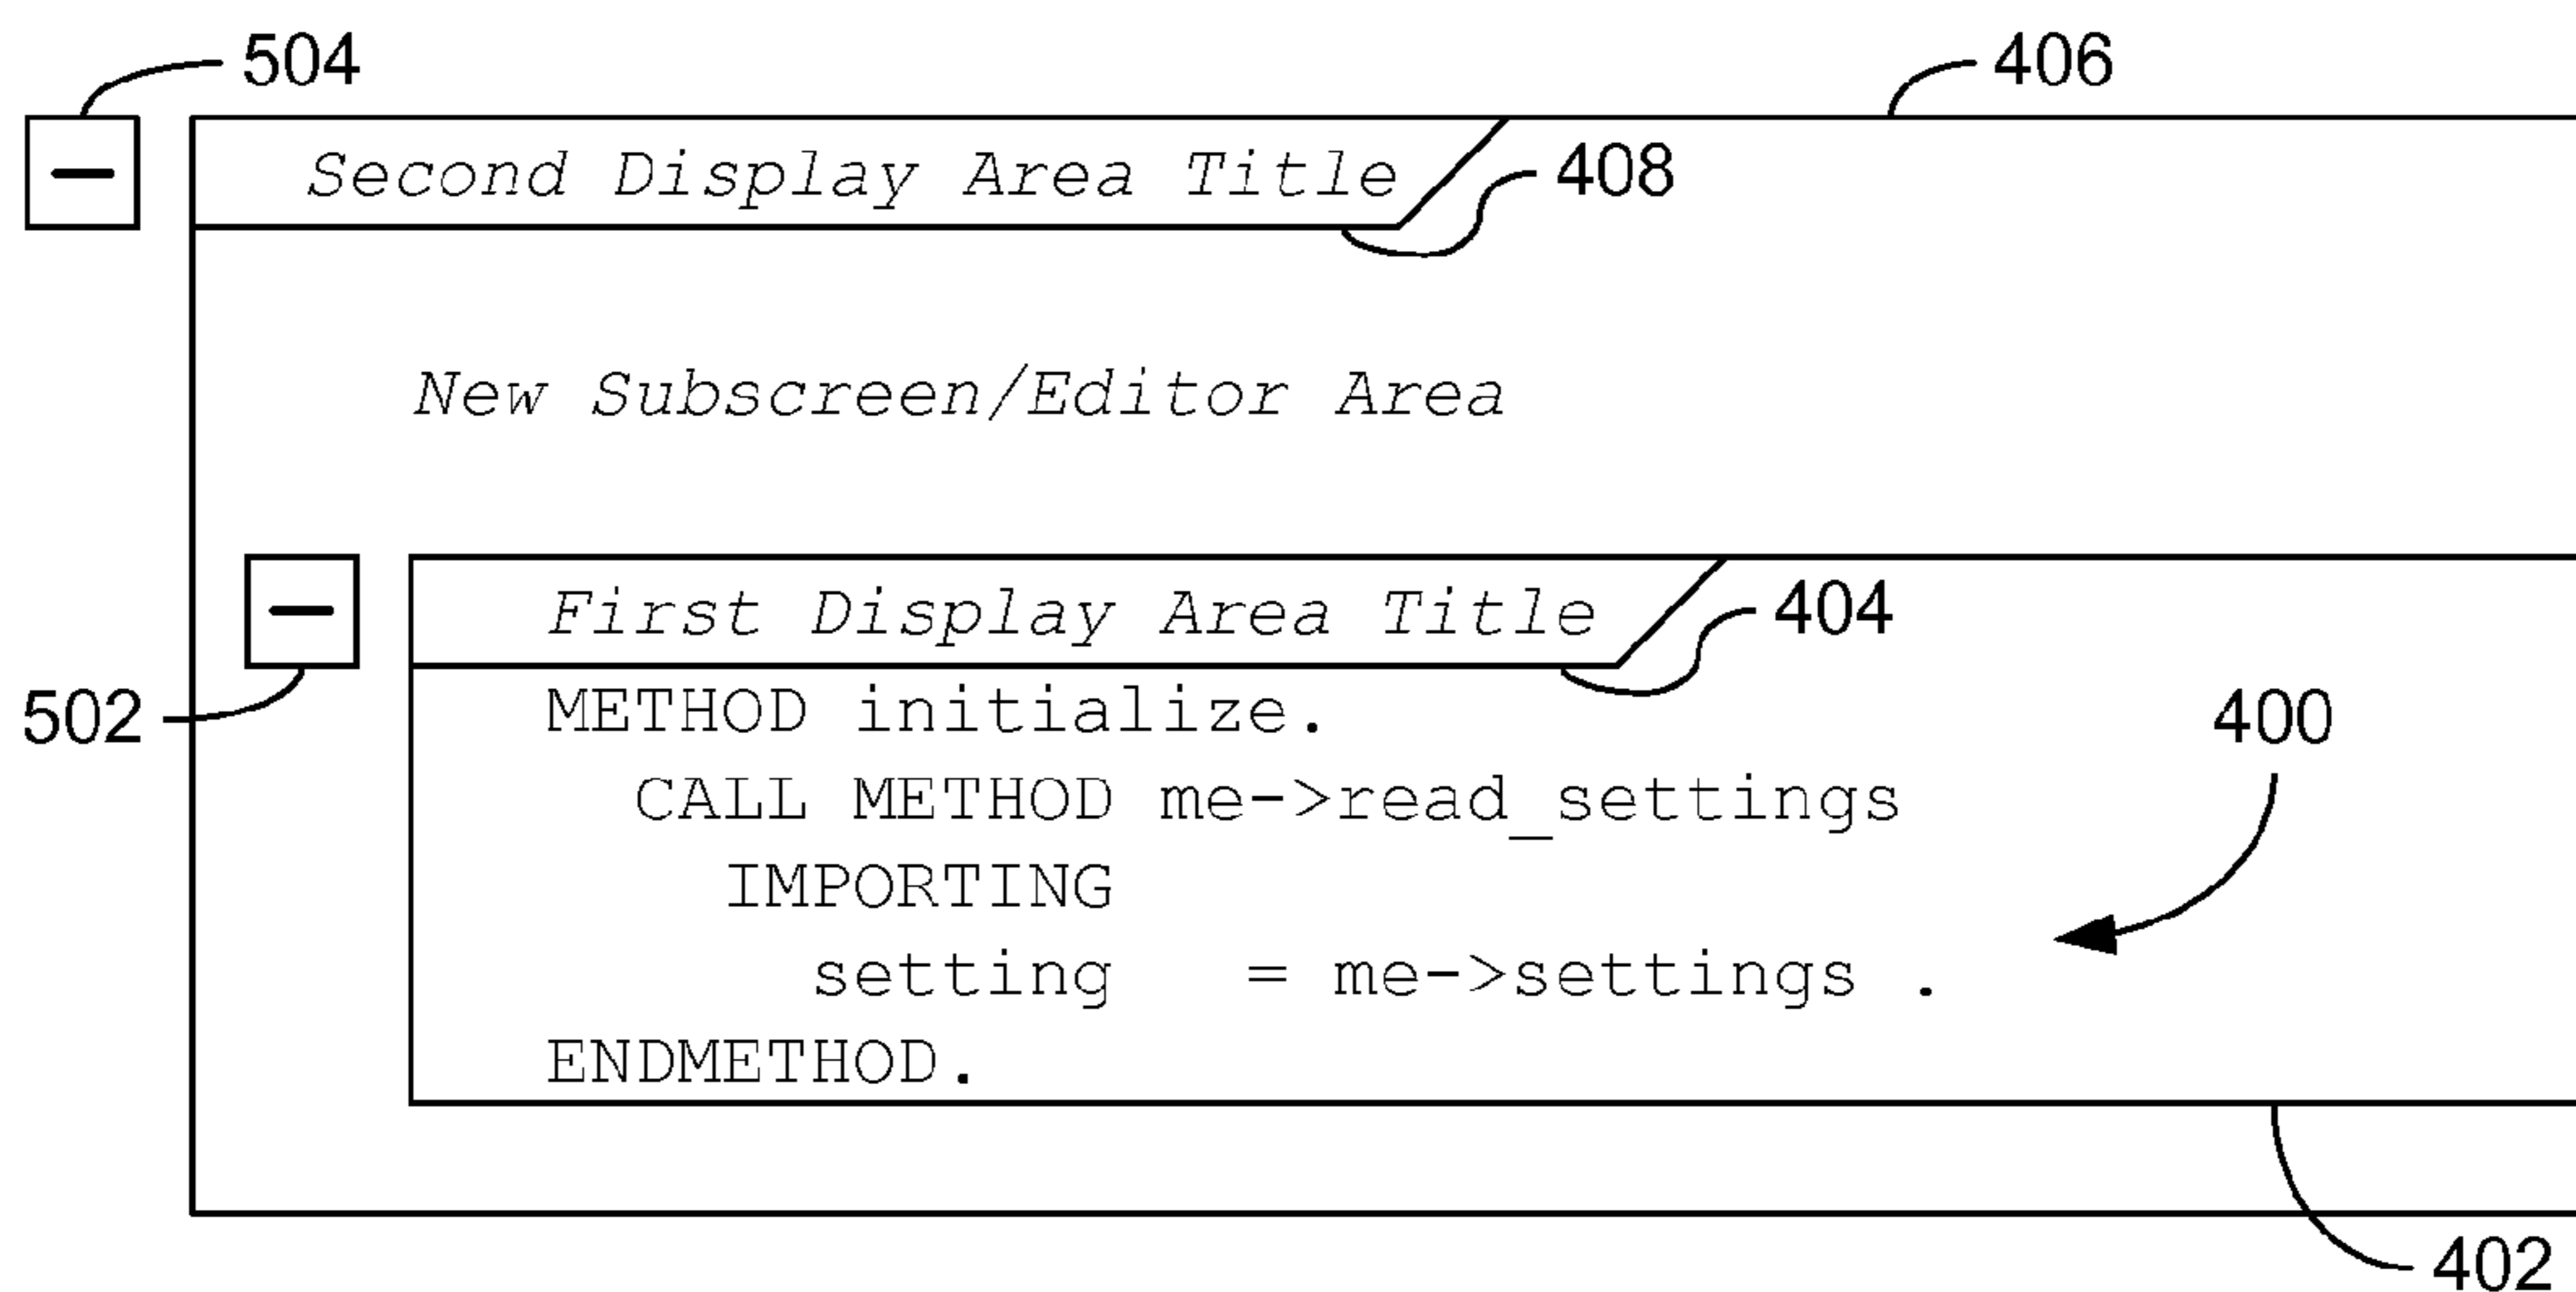 504
406
− Second Display Area Title
408
New Subscreen/Editor Area
− First Display Area Title
404
502
METHOD initialize.
400
CALL METHOD me->read_settings
IMPORTING
setting   = me->settings .
ENDMETHOD.
402